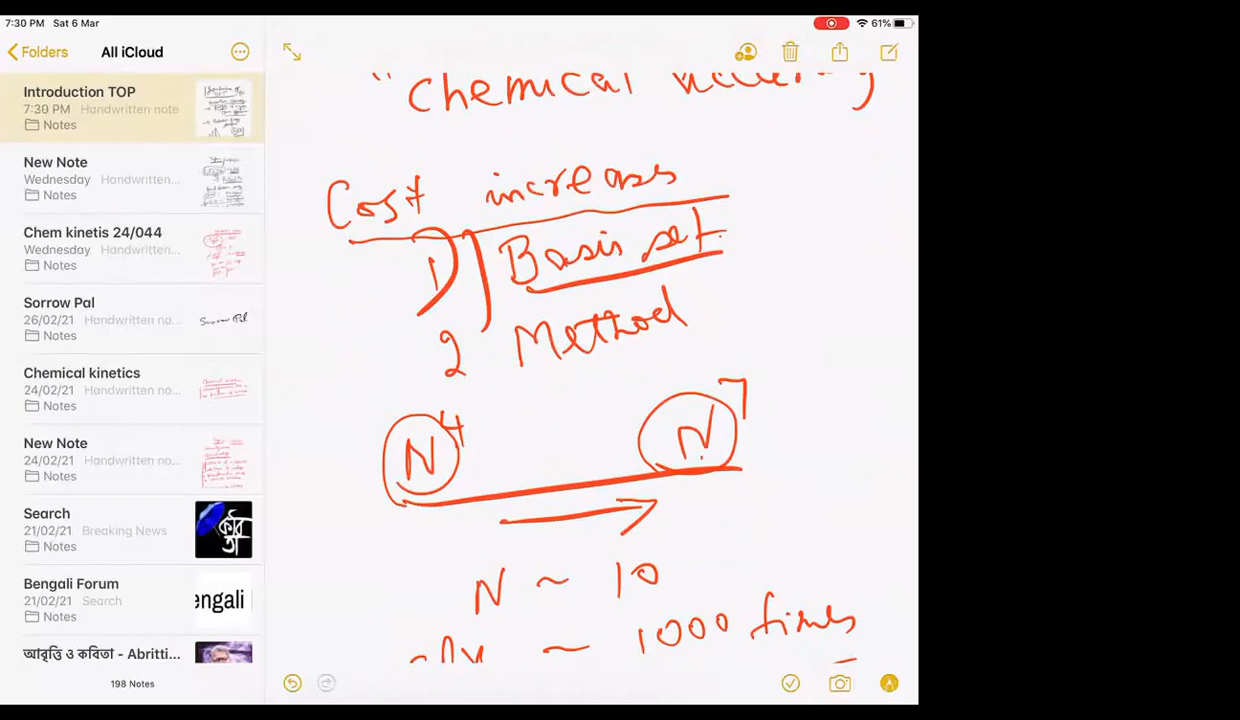 7:30 PM Sat 6 Mar
61%
Folders
All iCloud
Introduction TOP
7:30 PM Handwritten note
Notes
New Note
Wednesday Handwritten...
Notes
Chem kinetis 24/044
Wednesday Handwritten...
Notes
Sorrow Pal
26/02/21 Handwritten no...
Notes
Sorrow Pal
Chemical kinetics
24/02/21 Handwritten no...
Notes
New Note
24/02/21 Handwritten no...
Notes
Search
21/02/21 Breaking News
Notes
Bengali Forum
21/02/21 Search
Notes
engali
আবৃত্তি ও কবিতা - Abritti...
198 Notes
"Chemical
Cost increases
1) Basis set.
2 Method
N⁴ N⁷
N ~ 10
~ 1000 times